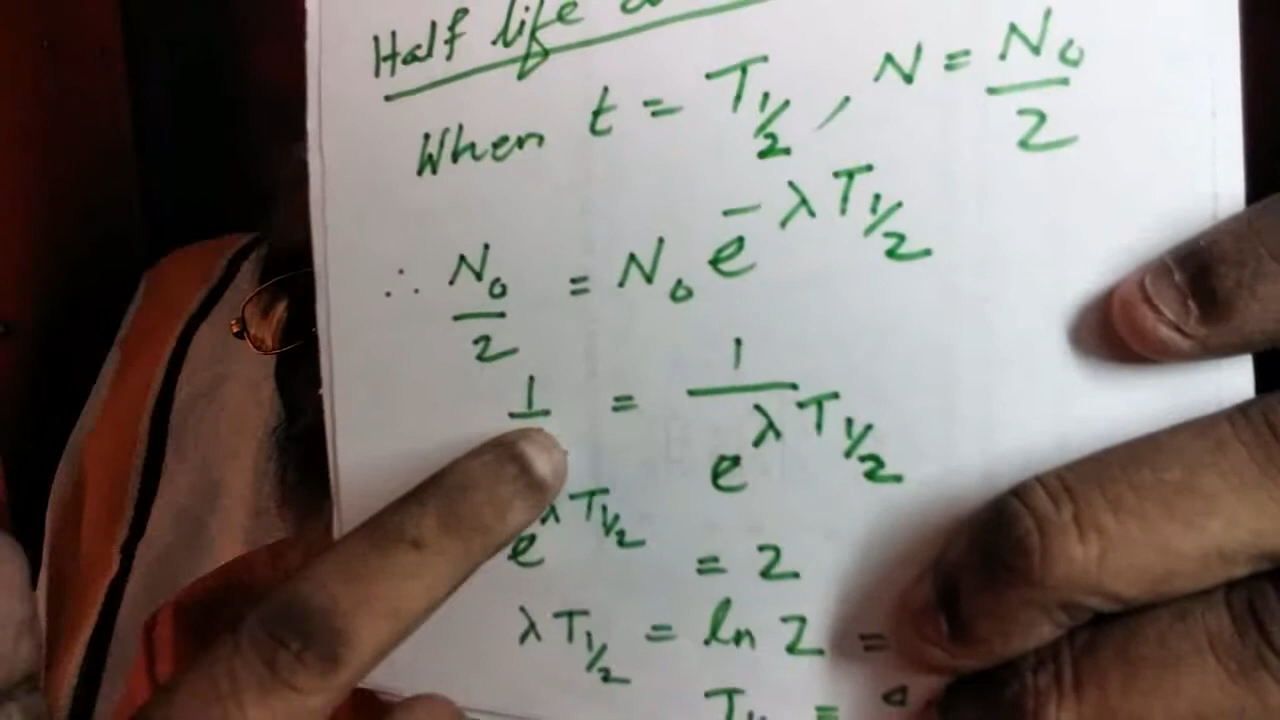 Half life
When t = T1/2, N = N0/2
∴ N0/2 = N0 e^-λT1/2
1 = 1/e^λT1/2
e^λT1/2 = 2
λT1/2 = ln 2 =
T1 =